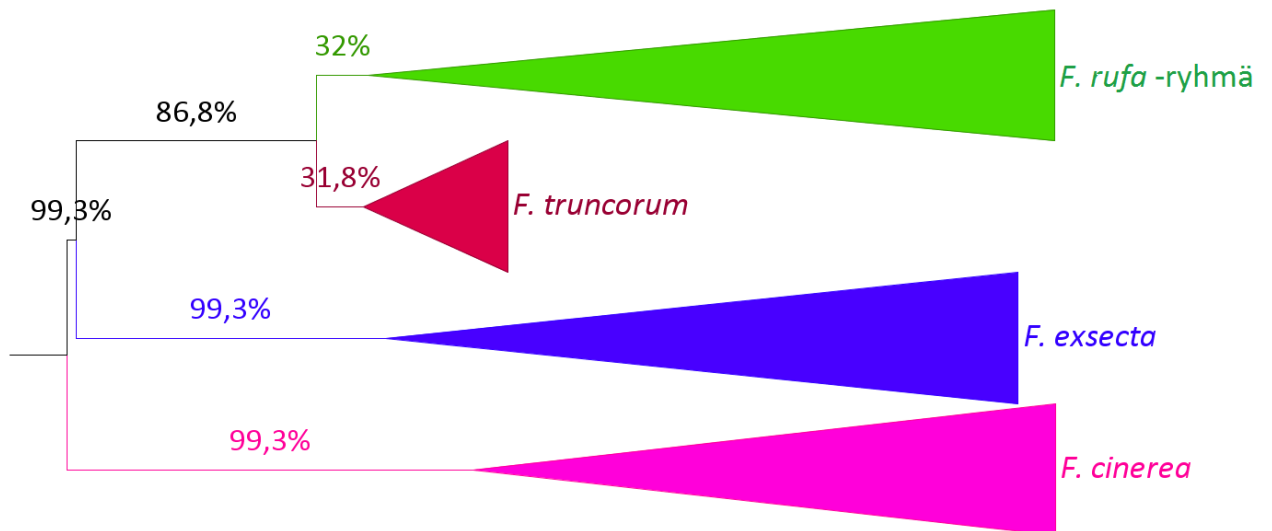 32%
F. rufa -ryhmä
86,8%
31,8%
F. truncorum
99,3%
99,3%
F. exsecta
99,3%
F. cinerea